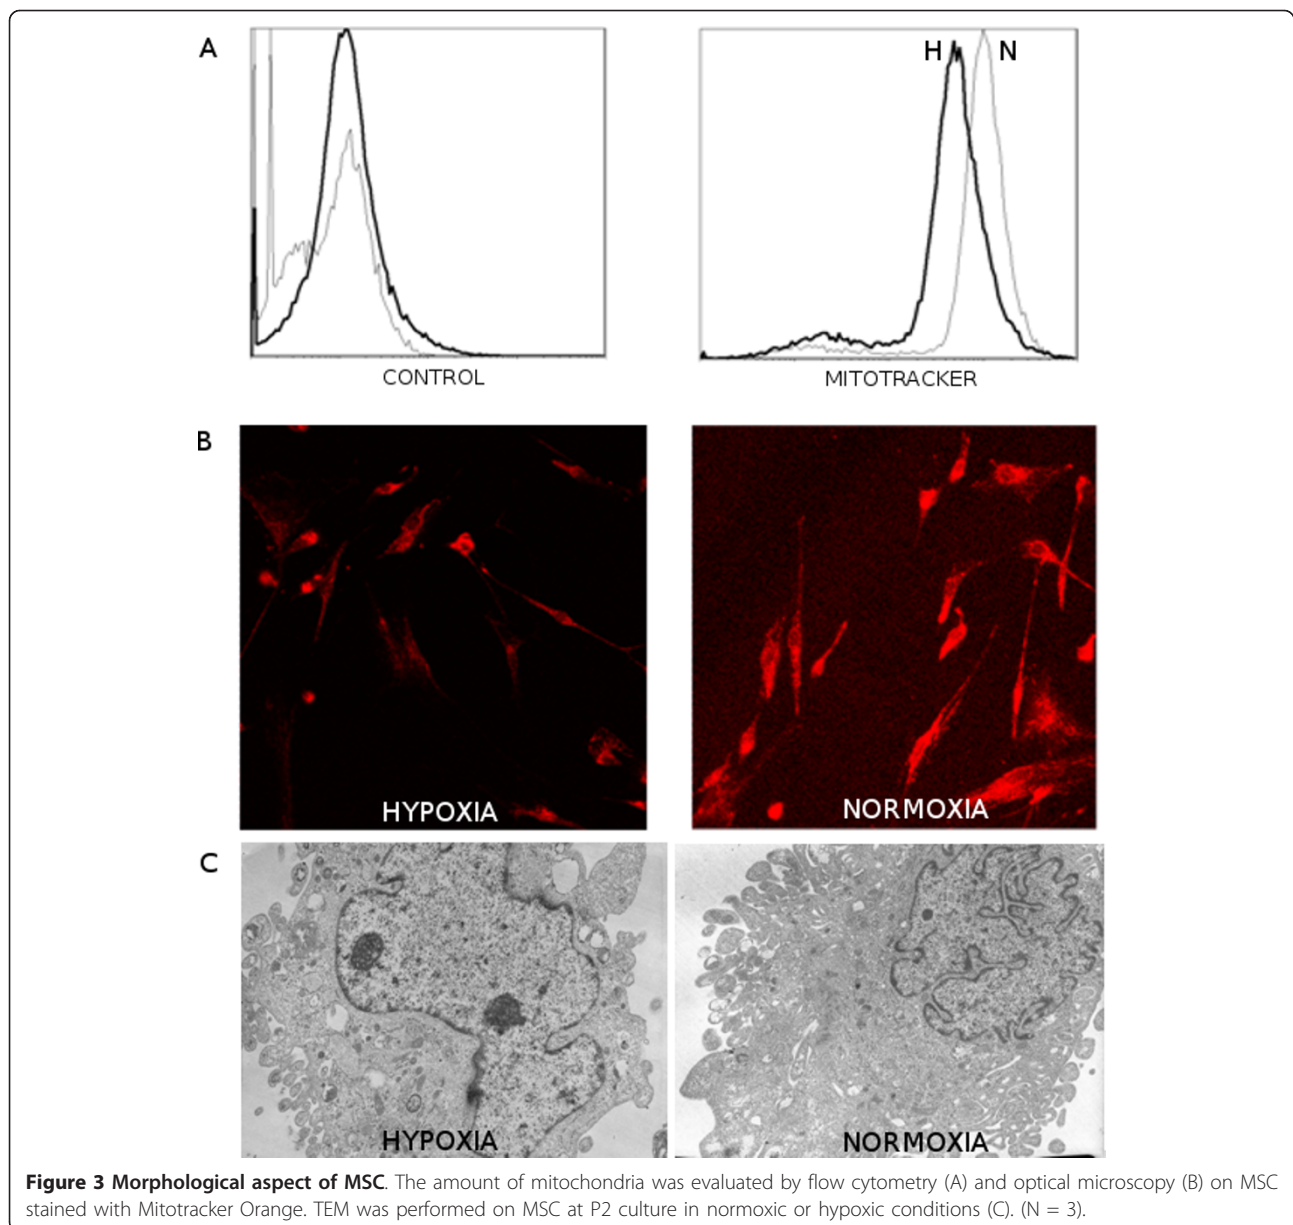 A
H N
CONTROL
MITOTRACKER
B
HYPOXIA
NORMOXIA
C
HYPOXIA
NORMOXIA
Figure 3 Morphological aspect of MSC. The amount of mitochondria was evaluated by flow cytometry (A) and optical microscopy (B) on MSC
stained with Mitotracker Orange. TEM was performed on MSC at P2 culture in normoxic or hypoxic conditions (C). (N = 3).